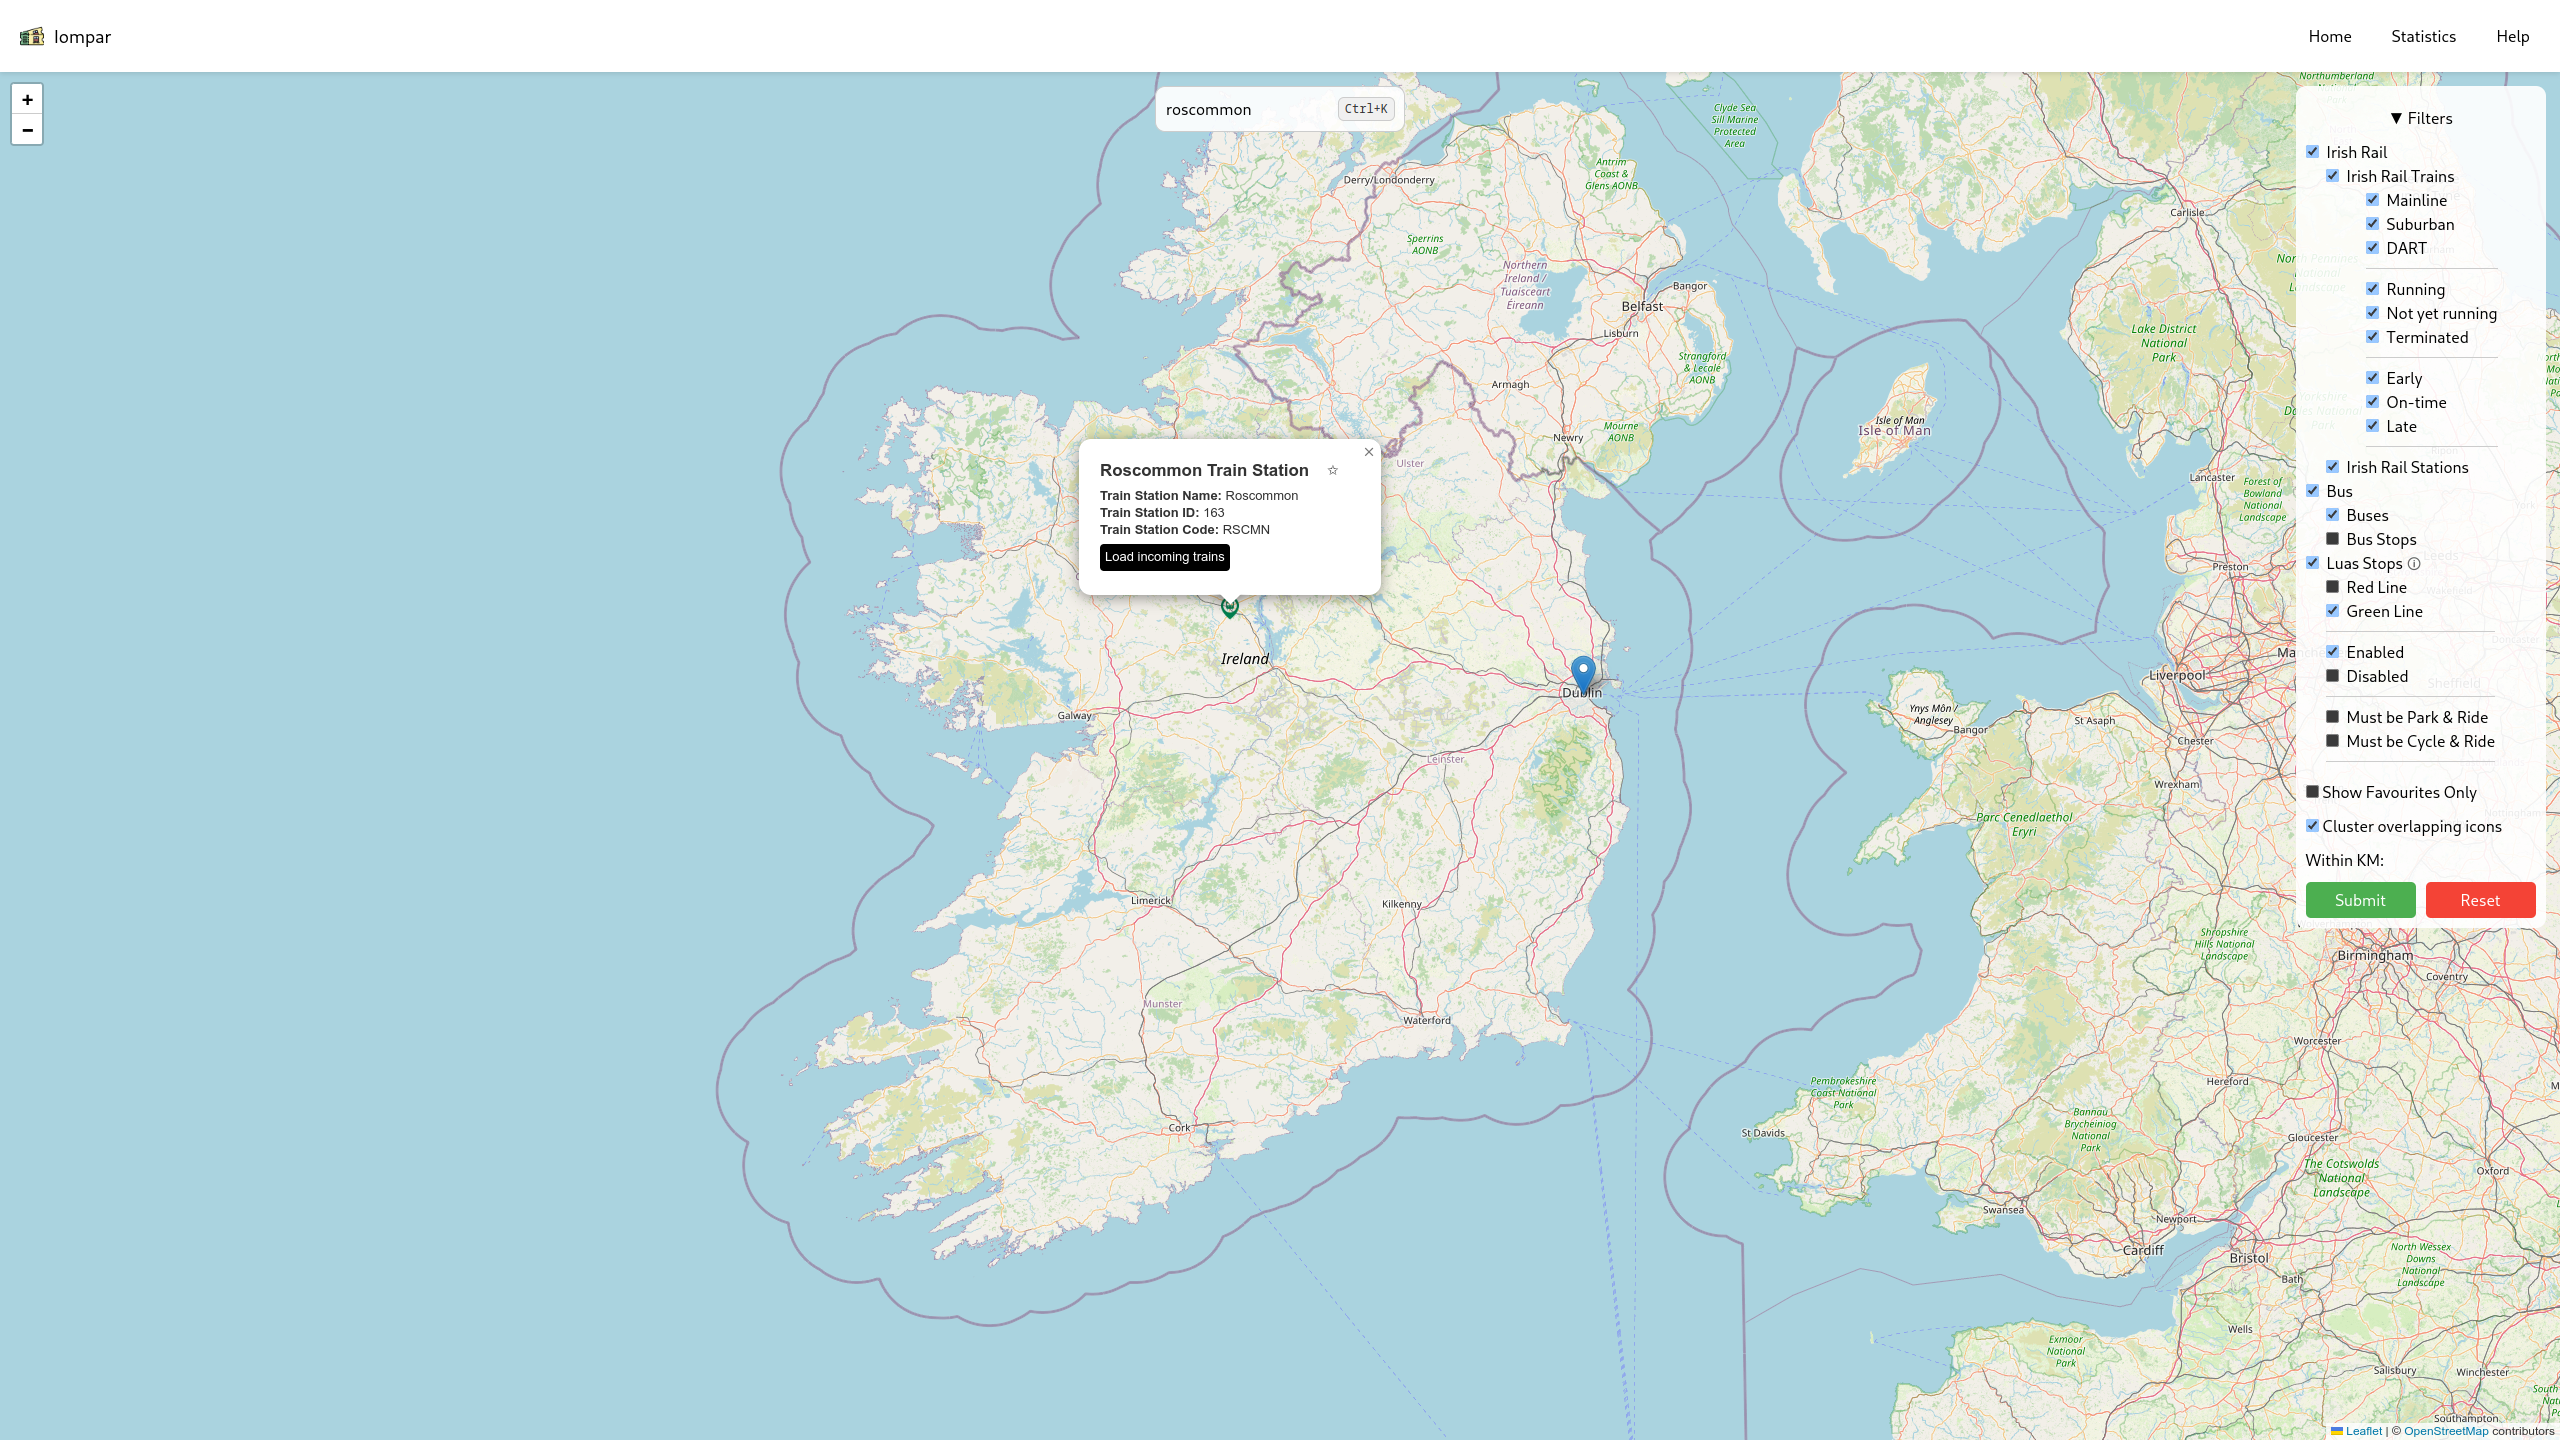 Iompar
Home
Statistics
Help
+
−
roscommon
Ctrl+K
▼ Filters
Irish Rail
Irish Rail Trains
Mainline
Suburban
DART
Running
Not yet running
Terminated
Early
On-time
Late
Irish Rail Stations
Bus
Buses
Bus Stops
Luas Stops
Red Line
Green Line
Enabled
Disabled
Must be Park & Ride
Must be Cycle & Ride
Show Favourites Only
Cluster overlapping icons
Within KM:
Submit
Reset
×
Roscommon Train Station ☆
Train Station Name: Roscommon
Train Station ID: 163
Train Station Code: RSCMN
Load incoming trains
Northumberland
Clyde Sea
Sill Marine
Protected
Area
Antrim
Coast &
Glens AONB
Derry/Londonderry
Carlisle
Sperrins
AONB
Northern
Ireland /
Tuaisceart
Éireann
Bangor
Belfast
Lisburn
Lake District
National
Park
Strangford
& Lecale
AONB
Armagh
Isle of Man
Isle of Man
Mourne
AONB
Newry
Ulster
Lancaster
Forest of
Bowland
National
Landscape
Preston
Ireland
Dublin
Liverpool
Galway
Ynys Môn /
Anglesey
St Asaph
Bangor
Chester
Leinster
Wrexham
Parc Cenedlaethol
Eryri
Limerick
Kilkenny
Shropshire
Hills National
Landscape
Birmingham
Coventry
Munster
Waterford
Worcester
Hereford
Pembrokeshire
Coast National
Park
Bannau
Brycheiniog
National
Park
Cork
St Davids
Gloucester
The Cotswolds
National
Landscape
Oxford
Swansea
Newport
Cardiff
Bristol
North Wessex
Downs
National
Landscape
Bath
Wells
Exmoor
National
Park
Salisbury
Winchester
Southampton
Leaflet | © OpenStreetMap contributors